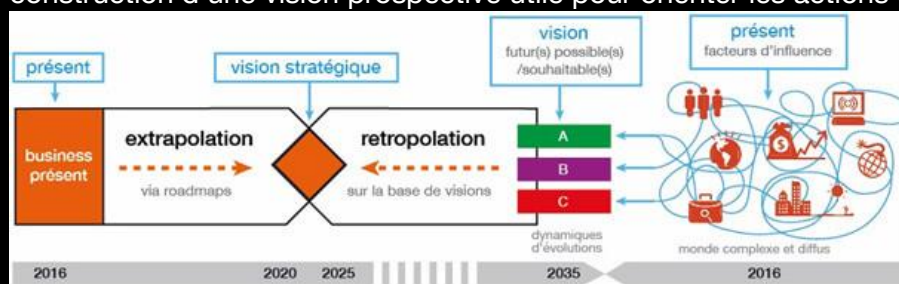 construction d'une vision prospective utile pour orienter les actions
présent
vision stratégique
vision
futur(s) possible(s)
/souhaitable(s)
présent
facteurs d'influence
business
présent
extrapolation
via roadmaps
retropolation
sur la base de visions
A
B
C
$
dynamiques
d'évolutions
monde complexe et diffus
2016
2020
2025
2035
2016